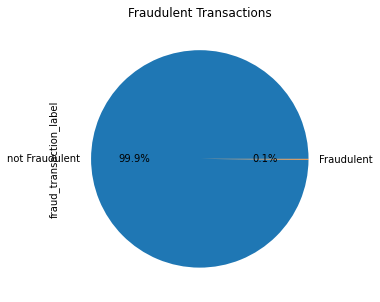 Fraudulent Transactions
fraud_transaction_label
not Fraudulent
99.9%
0.1%
Fraudulent